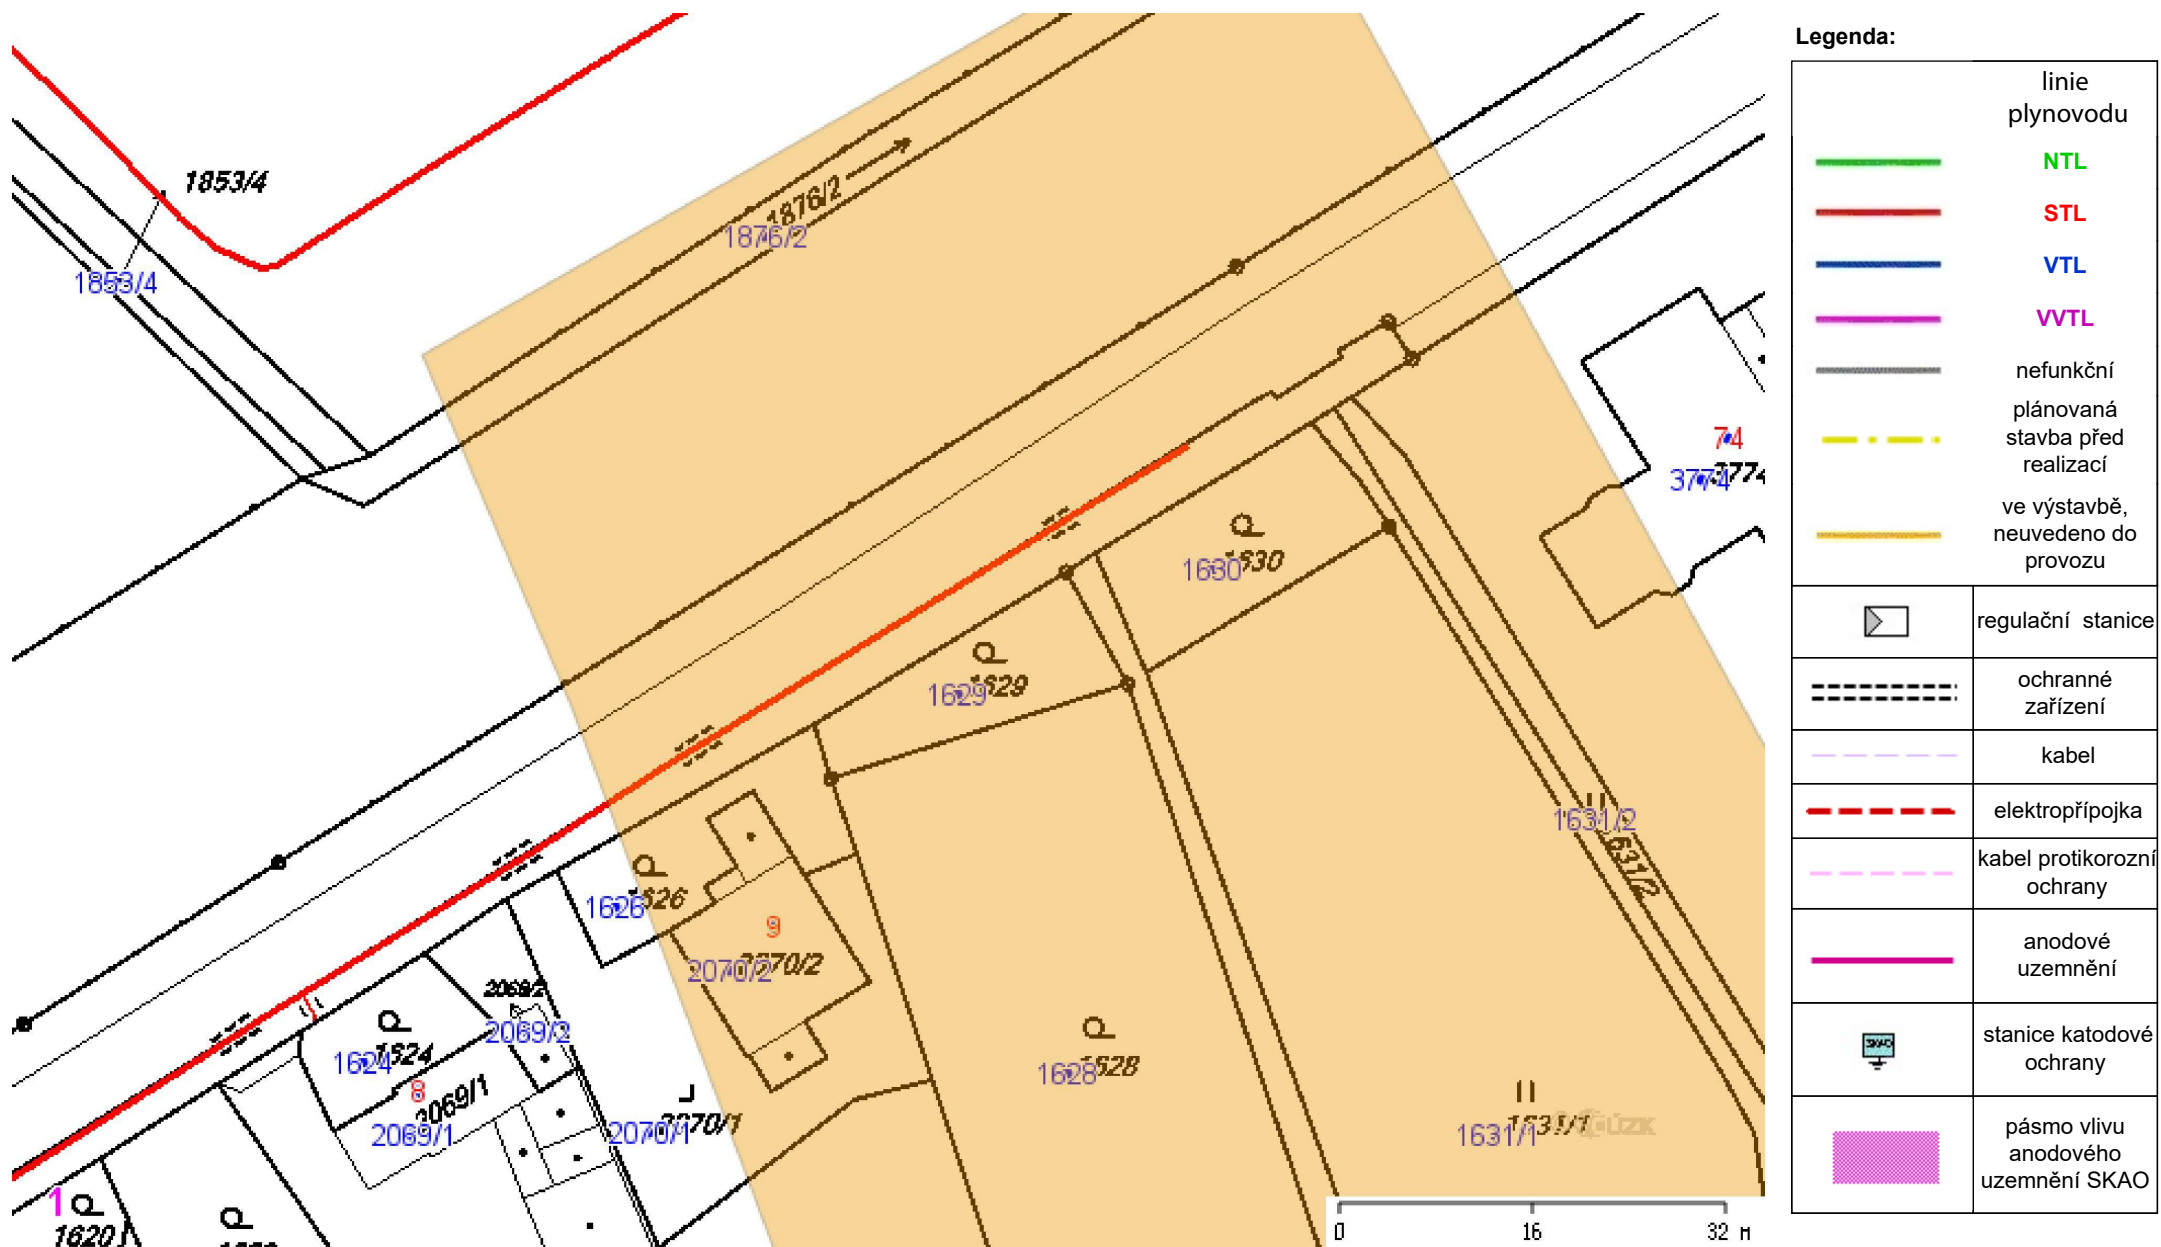 1853/4
1853/4
1876/2
1876/2
74
3774
3774
1630
1630
1629
1629
1631/2
1631/2
1626
1626
9
2070/2
2070/2
2069/2
2069/2
1624
1624
8
2069/1
2069/1
2070/1
2070/1
1628
1628
1631/1
1631/1
ČÚZK
1
1620
0 16 32 M
Legenda:
linie
plynovodu
NTL
STL
VTL
VVTL
nefunkční
plánovaná
stavba před
realizací
ve výstavbě,
neuvedeno do
provozu
regulační stanice
ochranné
zařízení
kabel
elektropřípojka
kabel protikorozní
ochrany
anodové
uzemnění
SKAO
stanice katodové
ochrany
pásmo vlivu
anodového
uzemnění SKAO